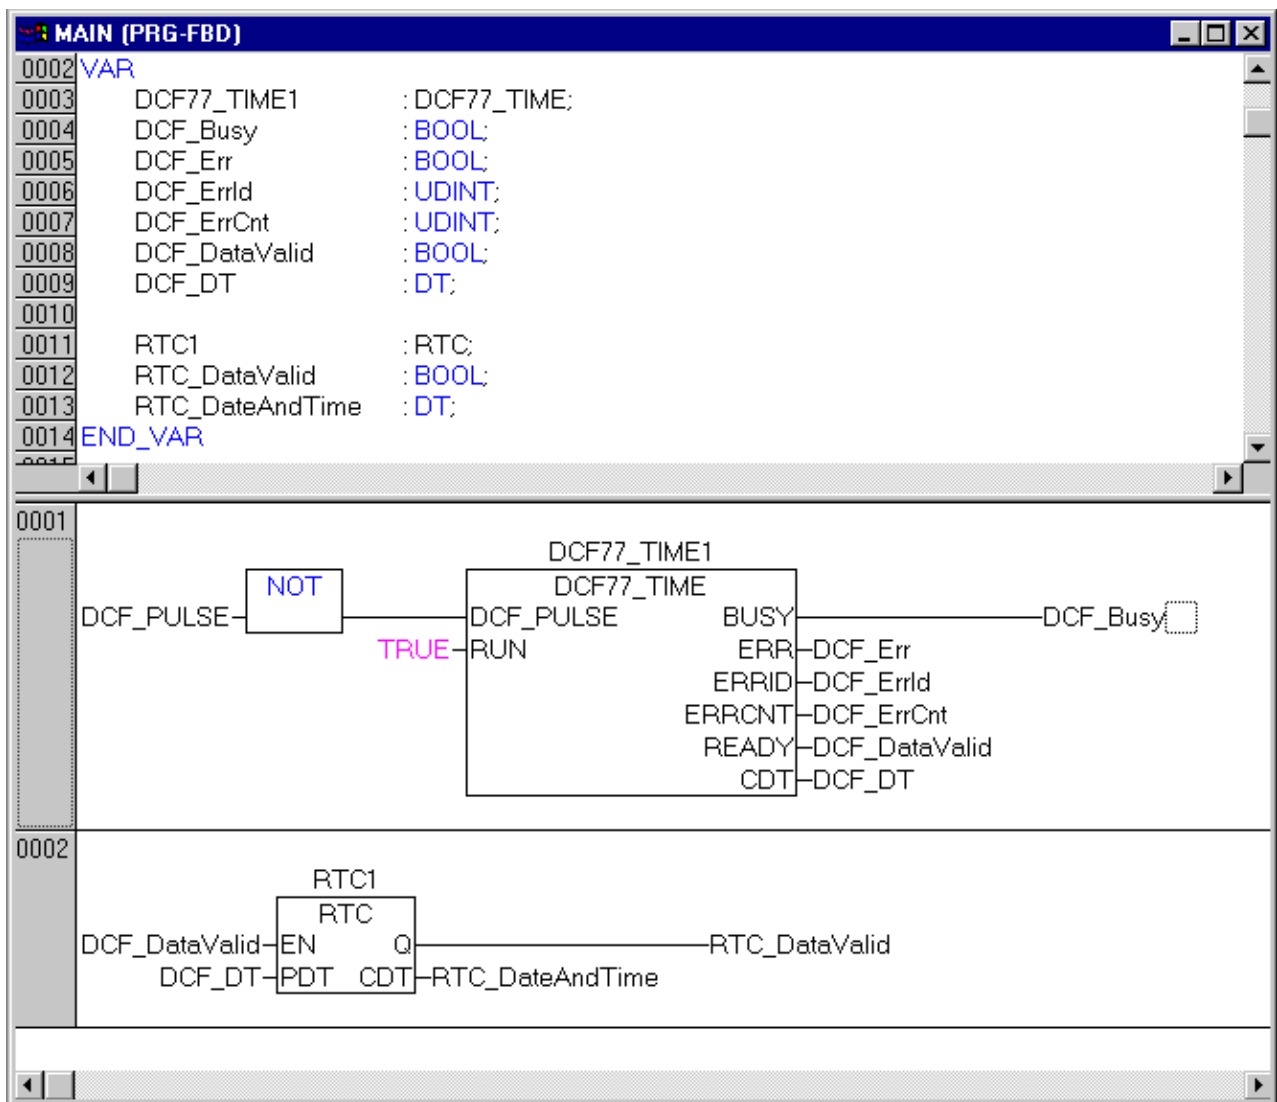 MAIN (PRG-FBD)
0002 VAR
0003 DCF77_TIME1 : DCF77_TIME;
0004 DCF_Busy : BOOL;
0005 DCF_Err : BOOL;
0006 DCF_ErrId : UDINT;
0007 DCF_ErrCnt : UDINT;
0008 DCF_DataValid : BOOL;
0009 DCF_DT : DT;
0010
0011 RTC1 : RTC;
0012 RTC_DataValid : BOOL;
0013 RTC_DateAndTime : DT;
0014 END_VAR
0015
0001
DCF77_TIME1
NOT DCF77_TIME
DCF_PULSE DCF_PULSE BUSY DCF_Busy
TRUE RUN ERR DCF_Err
ERRID DCF_ErrId
ERRCNT DCF_ErrCnt
READY DCF_DataValid
CDT DCF_DT
0002
RTC1
RTC
DCF_DataValid EN Q RTC_DataValid
DCF_DT PDT CDT RTC_DateAndTime